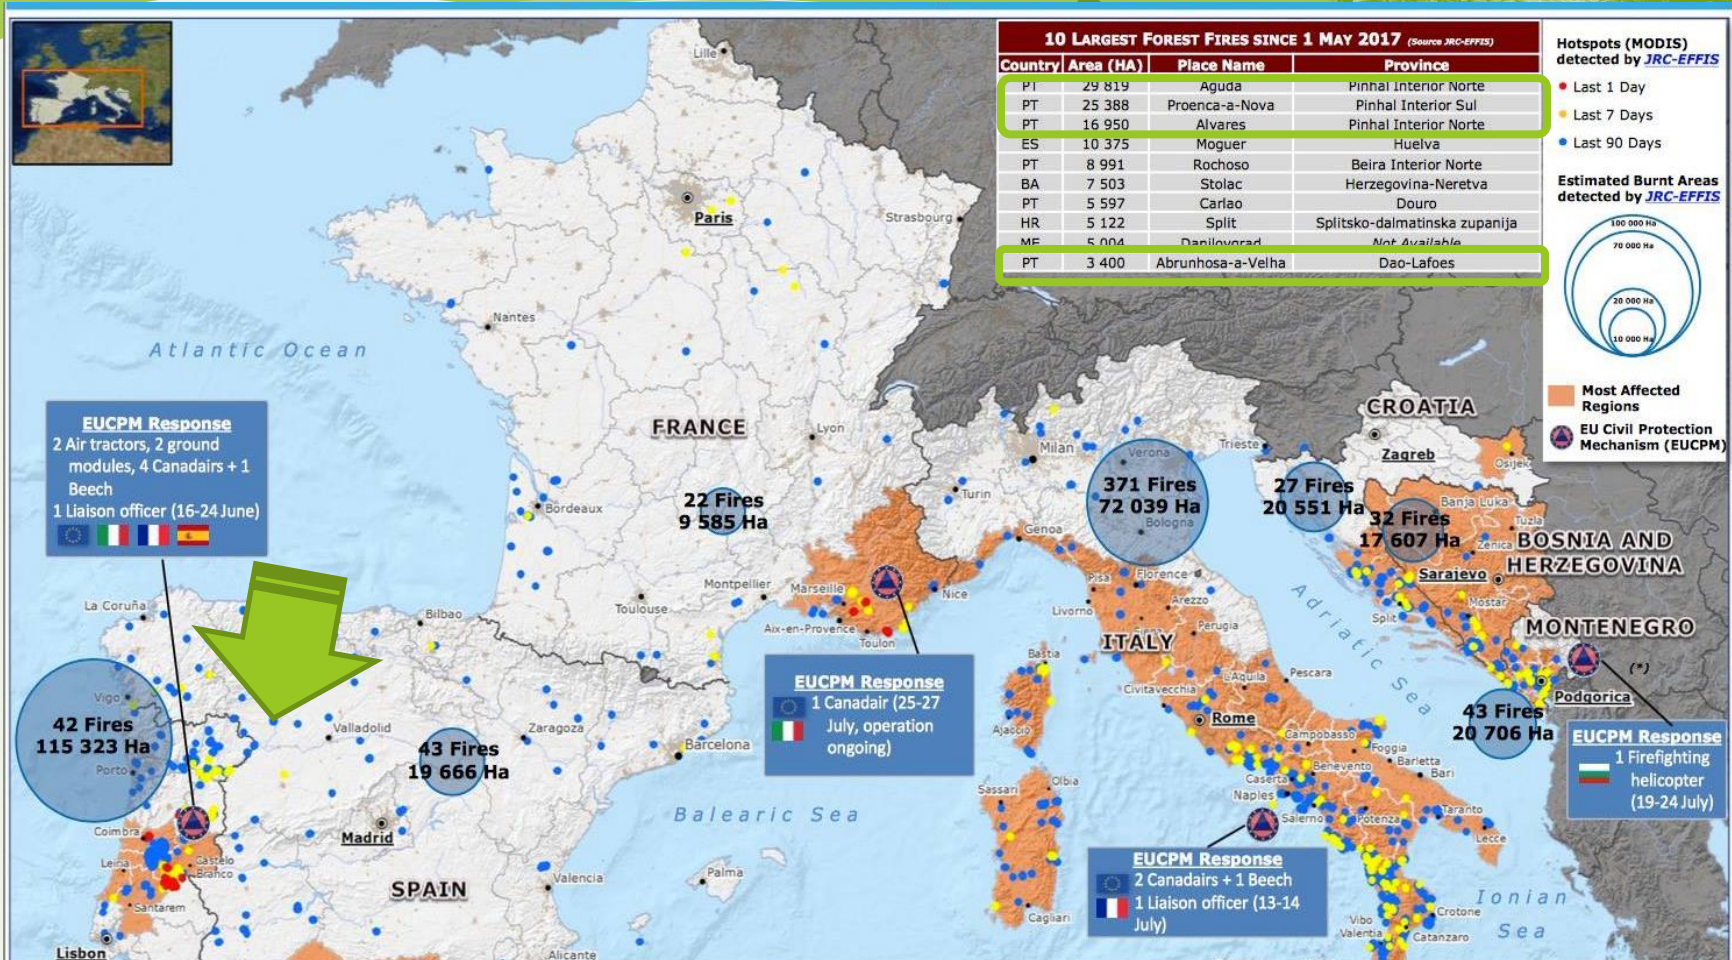 10 LARGEST FOREST FIRES SINCE 1 MAY 2017 (Source JRC-EFFIS)
Country Area (HA) Place Name Province
PT 29 819 Aguda Pinhal Interior Norte
PT 25 388 Proenca-a-Nova Pinhal Interior Sul
PT 16 950 Alvares Pinhal Interior Norte
ES 10 375 Moguer Huelva
PT 8 991 Rochoso Beira Interior Norte
BA 7 503 Stolac Herzegovina-Neretva
PT 5 597 Carlao Douro
HR 5 122 Split Splitsko-dalmatinska zupanija
ME 5 004 Danilovgrad Not Available
PT 3 400 Abrunhosa-a-Velha Dao-Lafoes
Hotspots (MODIS)
detected by JRC-EFFIS
Last 1 Day
Last 7 Days
Last 90 Days
Estimated Burnt Areas
detected by JRC-EFFIS
100 000 Ha
70 000 Ha
20 000 Ha
10 000 Ha
Most Affected
Regions
EU Civil Protection
Mechanism (EUCPM)
Lille
Paris
Strasbourg
Nantes
Atlantic Ocean
FRANCE
Lyon
CROATIA
Milan
Verona
Trieste
Zagreb
Osijek
EUCPM Response
2 Air tractors, 2 ground
modules, 4 Canadairs + 1
Beech
1 Liaison officer (16-24 June)
Bordeaux
22 Fires
9 585 Ha
Turin
371 Fires
72 039 Ha
Bologna
27 Fires
20 551 Ha
Banja Luka
Tuzla
32 Fires
17 607 Ha
Zenica
BOSNIA AND
HERZEGOVINA
Sarajevo
Mostar
Genoa
Pisa
Florence
Livorno
Arezzo
Perugia
Adriatic Sea
Split
MONTENEGRO
(*)
Podgorica
La Coruña
Bilbao
Toulouse
Montpellier
Marseille
Nice
Aix-en-Provence
Toulon
ITALY
Bastia
Ajaccio
Civitavecchia
L'Aquila
Pescara
Rome
Campobasso
Foggia
Barletta
Bari
Benevento
Caserta
Naples
Salerno
Potenza
Taranto
Lecce
EUCPM Response
1 Canadair (25-27
July, operation
ongoing)
43 Fires
20 706 Ha
EUCPM Response
1 Firefighting
helicopter
(19-24 July)
Vigo
42 Fires
115 323 Ha
Porto
Valladolid
43 Fires
19 666 Ha
Zaragoza
Barcelona
Balearic Sea
Sassari
Olbia
Cagliari
Coimbra
Madrid
Leiria
Castelo
Branco
Santarem
Lisbon
SPAIN
Valencia
Palma
Alicante
EUCPM Response
2 Canadairs + 1 Beech
1 Liaison officer (13-14
July)
Ionian
Sea
Vibo
Valentia
Crotone
Catanzaro